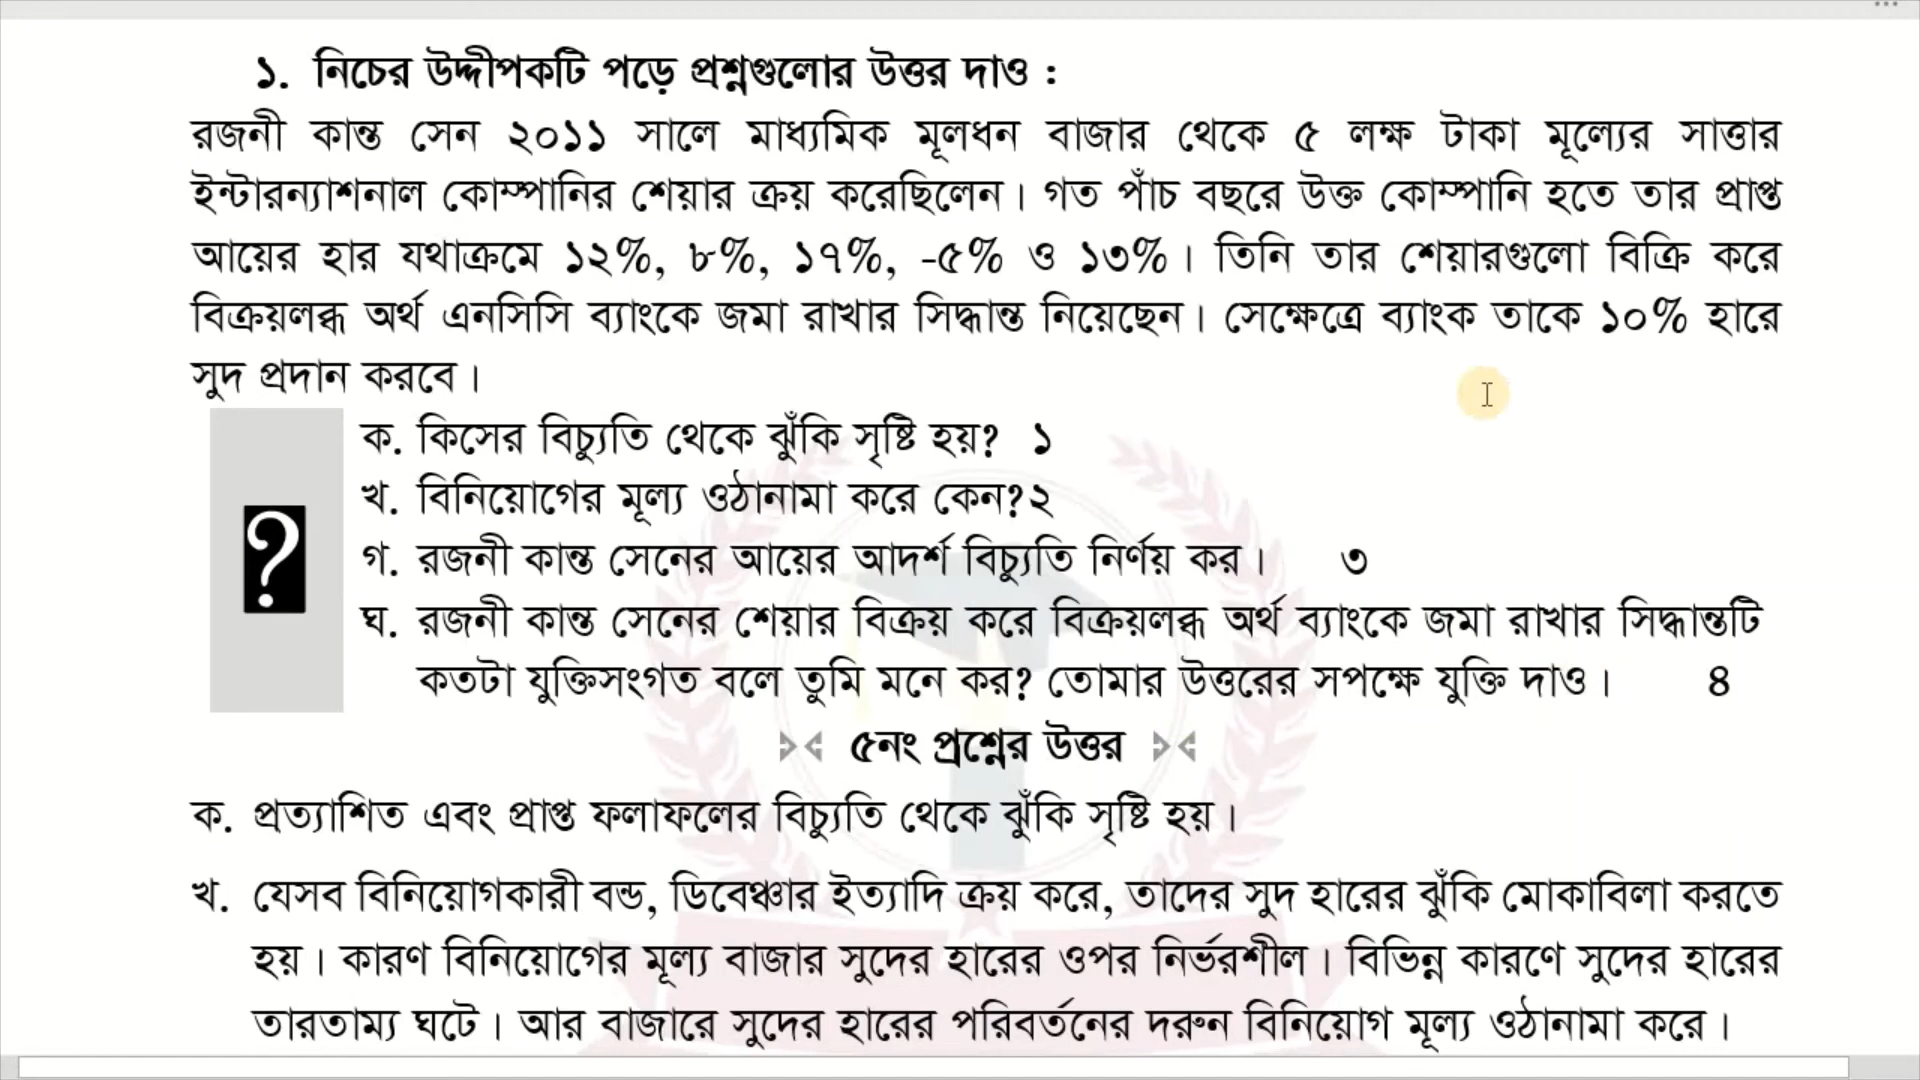 ১. নিচের উদ্দীপকটি পড়ে প্রশ্নগুলোর উত্তর দাও :
রজনী কান্ত সেন ২০১১ সালে মাধ্যমিক মূলধন বাজার থেকে ৫ লক্ষ টাকা মূল্যের সাত্তার
ইন্টারন্যাশনাল কোম্পানির শেয়ার ক্রয় করেছিলেন। গত পাঁচ বছরে উক্ত কোম্পানি হতে তার প্রাপ্ত
আয়ের হার যথাক্রমে ১২%, ৮%, ১৭%, -৫% ও ১৩%। তিনি তার শেয়ারগুলো বিক্রি করে
বিক্রয়লব্ধ অর্থ এনসিসি ব্যাংকে জমা রাখার সিদ্ধান্ত নিয়েছেন। সেক্ষেত্রে ব্যাংক তাকে ১০% হারে
সুদ প্রদান করবে।
?
ক. কিসের বিচ্যুতি থেকে ঝুঁকি সৃষ্টি হয়? ১
খ. বিনিয়োগের মূল্য ওঠানামা করে কেন?২
গ. রজনী কান্ত সেনের আয়ের আদর্শ বিচ্যুতি নির্ণয় কর। ৩
ঘ. রজনী কান্ত সেনের শেয়ার বিক্রয় করে বিক্রয়লব্ধ অর্থ ব্যাংকে জমা রাখার সিদ্ধান্তটি
কতটা যুক্তিসংগত বলে তুমি মনে কর? তোমার উত্তরের সপক্ষে যুক্তি দাও। ৪
৫নং প্রশ্নের উত্তর
ক. প্রত্যাশিত এবং প্রাপ্ত ফলাফলের বিচ্যুতি থেকে ঝুঁকি সৃষ্টি হয়।
খ. যেসব বিনিয়োগকারী বন্ড, ডিবেঞ্চার ইত্যাদি ক্রয় করে, তাদের সুদ হারের ঝুঁকি মোকাবিলা করতে
হয়। কারণ বিনিয়োগের মূল্য বাজার সুদের হারের ওপর নির্ভরশীল। বিভিন্ন কারণে সুদের হারের
তারতাম্য ঘটে। আর বাজারে সুদের হারের পরিবর্তনের দরুন বিনিয়োগ মূল্য ওঠানামা করে।